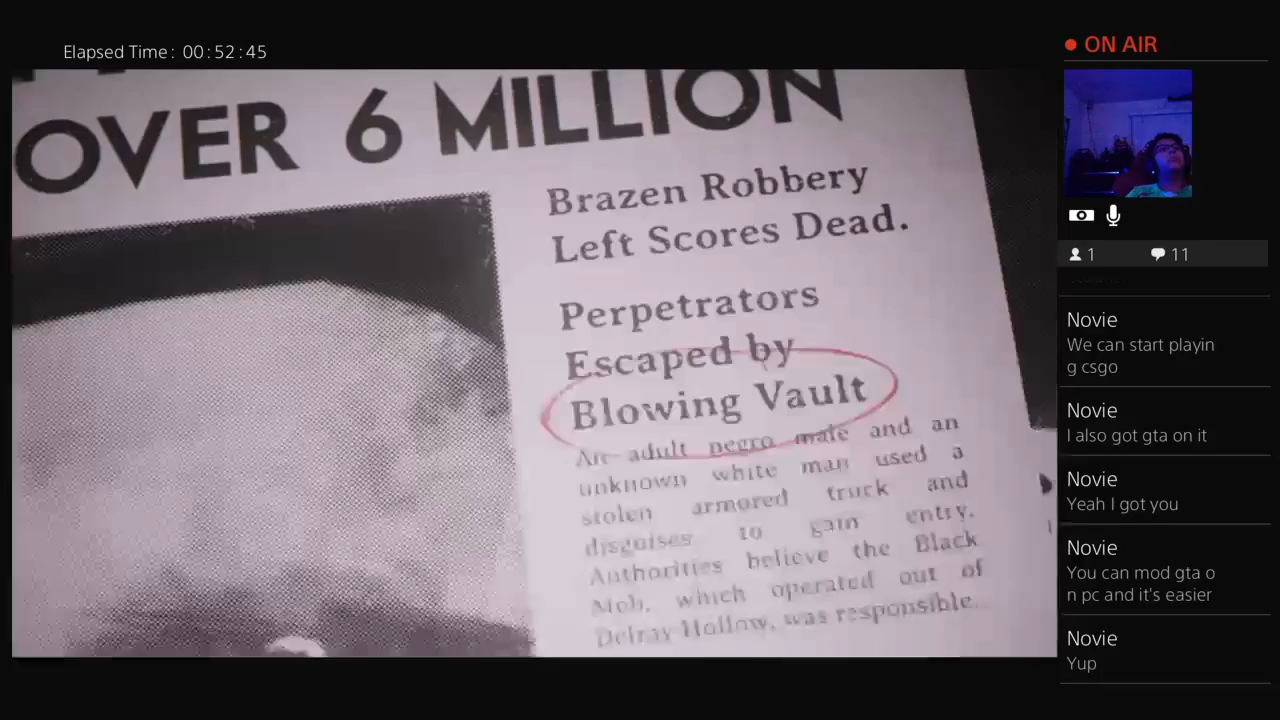 Elapsed Time: 00:52:45
OVER 6 MILLION
Brazen Robbery
Left Scores Dead.
Perpetrators
Escaped by
Blowing Vault
An adult negro male and an
unknown white man used a
stolen armored truck and
disguises to gain entry.
Authorities believe the Black
Mob, which operated out of
Delray Hollow, was responsible.
ON AIR
1
11
Novie
We can start playin
g csgo
Novie
I also got gta on it
Novie
Yeah I got you
Novie
You can mod gta o
n pc and it's easier
Novie
Yup